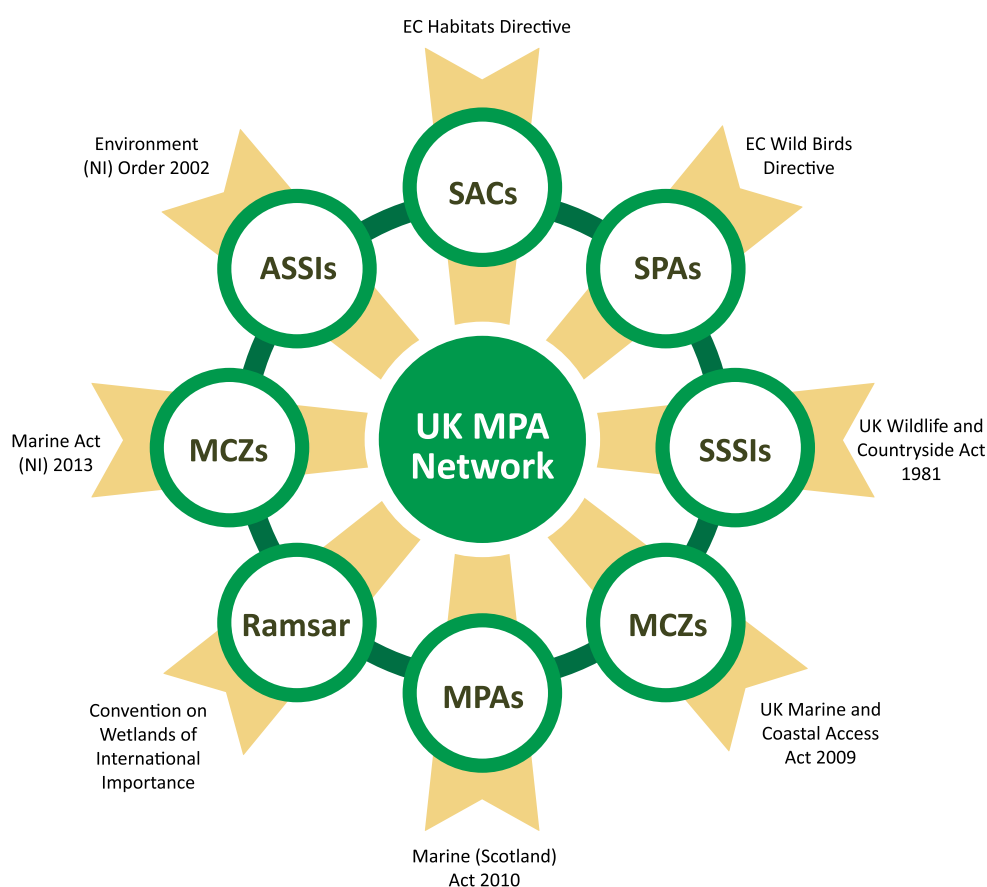 EC Habitats Directive
SACs
EC Wild Birds
Directive
SPAs
UK Wildlife and
Countryside Act
1981
SSSIs
UK Marine and
Coastal Access
Act 2009
MCZs
Marine (Scotland)
Act 2010
MPAs
Convention on
Wetlands of
International
Importance
Ramsar
Marine Act
(NI) 2013
MCZs
Environment
(NI) Order 2002
ASSIs
UK MPA
Network